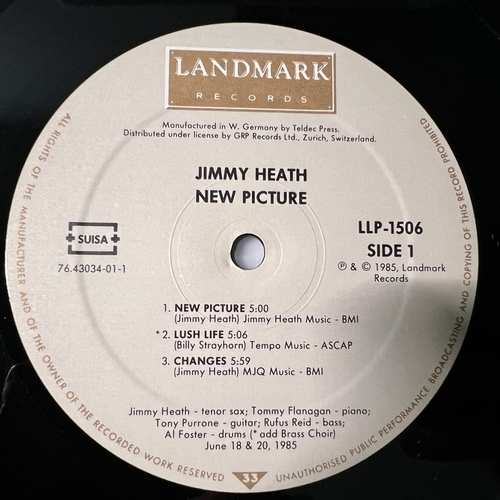 LANDMARK
RECORDS
Manufactured in W. Germany by Teldec Press.
Distributed under license by GRP Records Ltd., Zurich, Switzerland.
JIMMY HEATH
NEW PICTURE
SUISA
76.43034-01-1
LLP-1506
SIDE 1
℗ & © 1985, Landmark
Records
1. NEW PICTURE 5:00
(Jimmy Heath) Jimmy Heath Music - BMI
*2. LUSH LIFE 5:06
(Billy Strayhorn) Tempo Music - ASCAP
3. CHANGES 5:59
(Jimmy Heath) MJQ Music - BMI
Jimmy Heath - tenor sax; Tommy Flanagan - piano;
Tony Purrone - guitar; Rufus Reid - bass;
Al Foster - drums (* add Brass Choir)
June 18 & 20, 1985
ALL RIGHTS OF THE MANUFACTURER AND OF THE OWNER OF THE RECORDED WORK RESERVED
33
UNAUTHORISED PUBLIC PERFORMANCE BROADCASTING AND COPYING OF THIS RECORD PROHIBITED